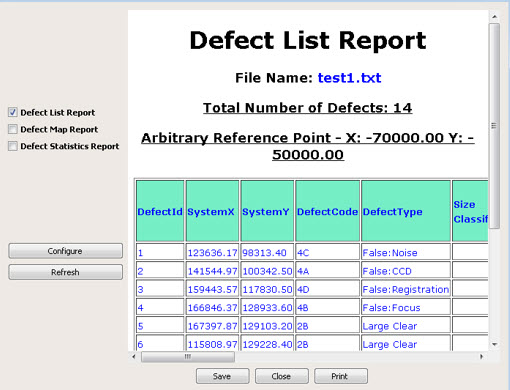 Defect List Report
File Name: test1.txt
Total Number of Defects: 14
Arbitrary Reference Point - X: -70000.00 Y: -
50000.00
Defect List Report
Defect Map Report
Defect Statistics Report
Configure
Refresh
DefectId SystemX SystemY DefectCode DefectType Size
Classif
1 123636.17 98313.40 4C False:Noise
2 141544.97 100342.50 4A False:CCD
3 159443.57 117830.50 4D False:Registration
4 166846.37 128933.60 4B False:Focus
5 167397.87 129103.20 2B Large Clear
6 115808.97 129228.40 2B Large Clear
Save Close Print